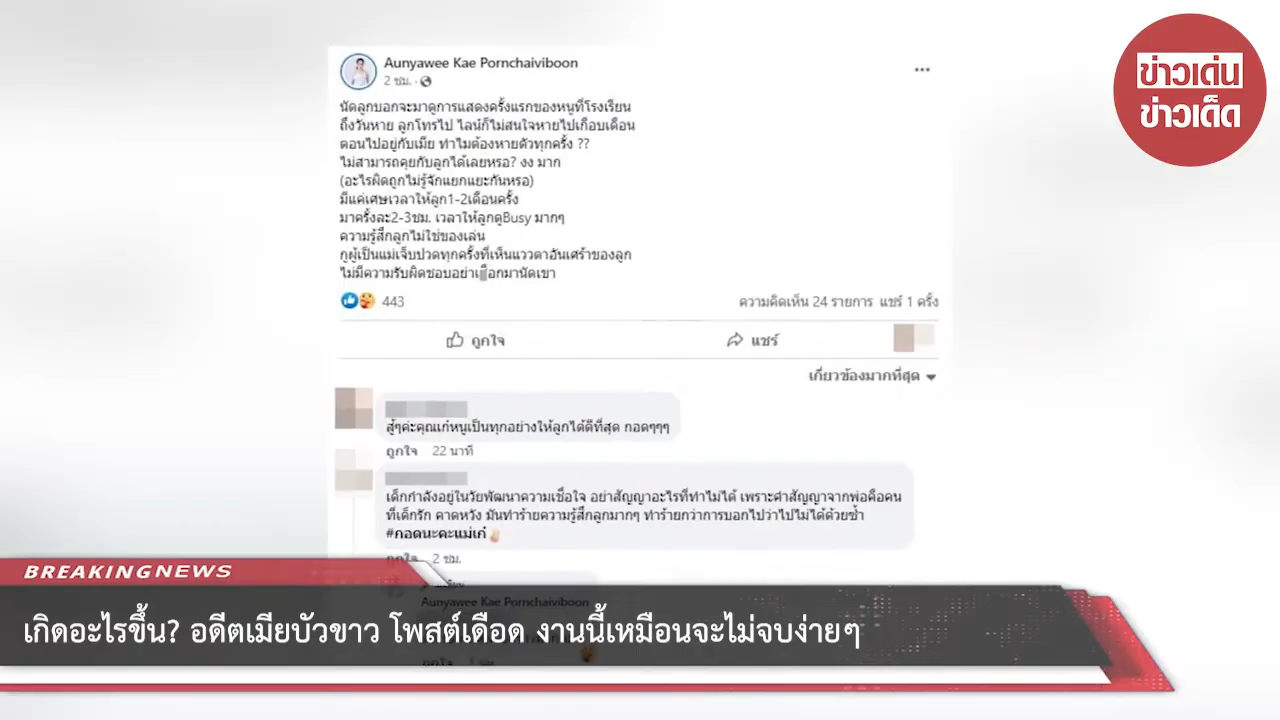 Aunyawee Kae Pornchaiviboon
2 ชม. ·
ข่าวเด่น
ข่าวเด็ด
นัดลูกบอกจะมาดูการแสดงครั้งแรกของหนูที่โรงเรียน
ถึงวันหาย ลูกโทรไป ไลน์ก็ไม่สนใจหายไปเกือบเดือน
ตอนไปอยู่กับเมีย ทำไมต้องหายตัวทุกครั้ง ??
ไม่สามารถคุยกับลูกได้เลยหรอ? งง มาก
(อะไรผิดถูกไม่รู้จักแยกแยะกันหรอ)
มีแค่เศษเวลาให้ลูก1-2เดือนครั้ง
มาครั้งละ2-3ชม. เวลาให้ลูกดูBusy มากๆ
ความรู้สึกลูกไม่ใช่ของเล่น
กูผู้เป็นแม่เจ็บปวดทุกครั้งที่เห็นแววตาอันเศร้าของลูก
ไม่มีความรับผิดชอบอย่าเ อกมานัดเขา
443
ความคิดเห็น 24 รายการ แชร์ 1 ครั้ง
ถูกใจ
แชร์
เกี่ยวข้องมากที่สุด
สู้ๆค่ะคุณแก่หนูเป็นทุกอย่างให้ลูกได้ดีที่สุด กอดๆๆๆ
ถูกใจ 22 นาที
เด็กกำลังอยู่ในวัยพัฒนาความเชื่อใจ อย่าสัญญาอะไรที่ทำไม่ได้ เพราะคำสัญญาจากพ่อคือคน
ที่เด็กรัก คาดหวัง มันทำร้ายความรู้สึกลูกมากๆ ทำร้ายกว่าการบอกไปว่าไปไม่ได้ด้วยซ้ำ
#กอดนะคะแม่เก๋
ถูกใจ 2 ชม.
Aunyawee Kae Pornchaiviboon
BREAKING NEWS
เกิดอะไรขึ้น? อดีตเมียบัวขาว โพสต์เดือด งานนี้เหมือนจะไม่จบง่ายๆ